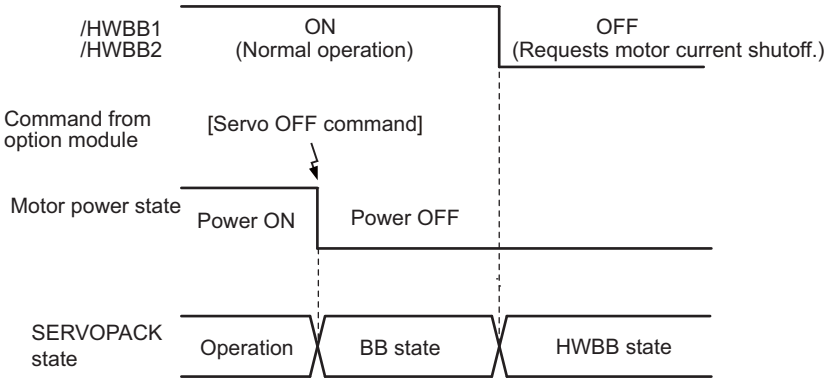 /HWBB1
/HWBB2
ON
(Normal operation)
OFF
(Requests motor current shutoff.)
Command from
option module
[Servo OFF command]
Motor power state
Power ON
Power OFF
SERVOPACK
state
Operation
BB state
HWBB state